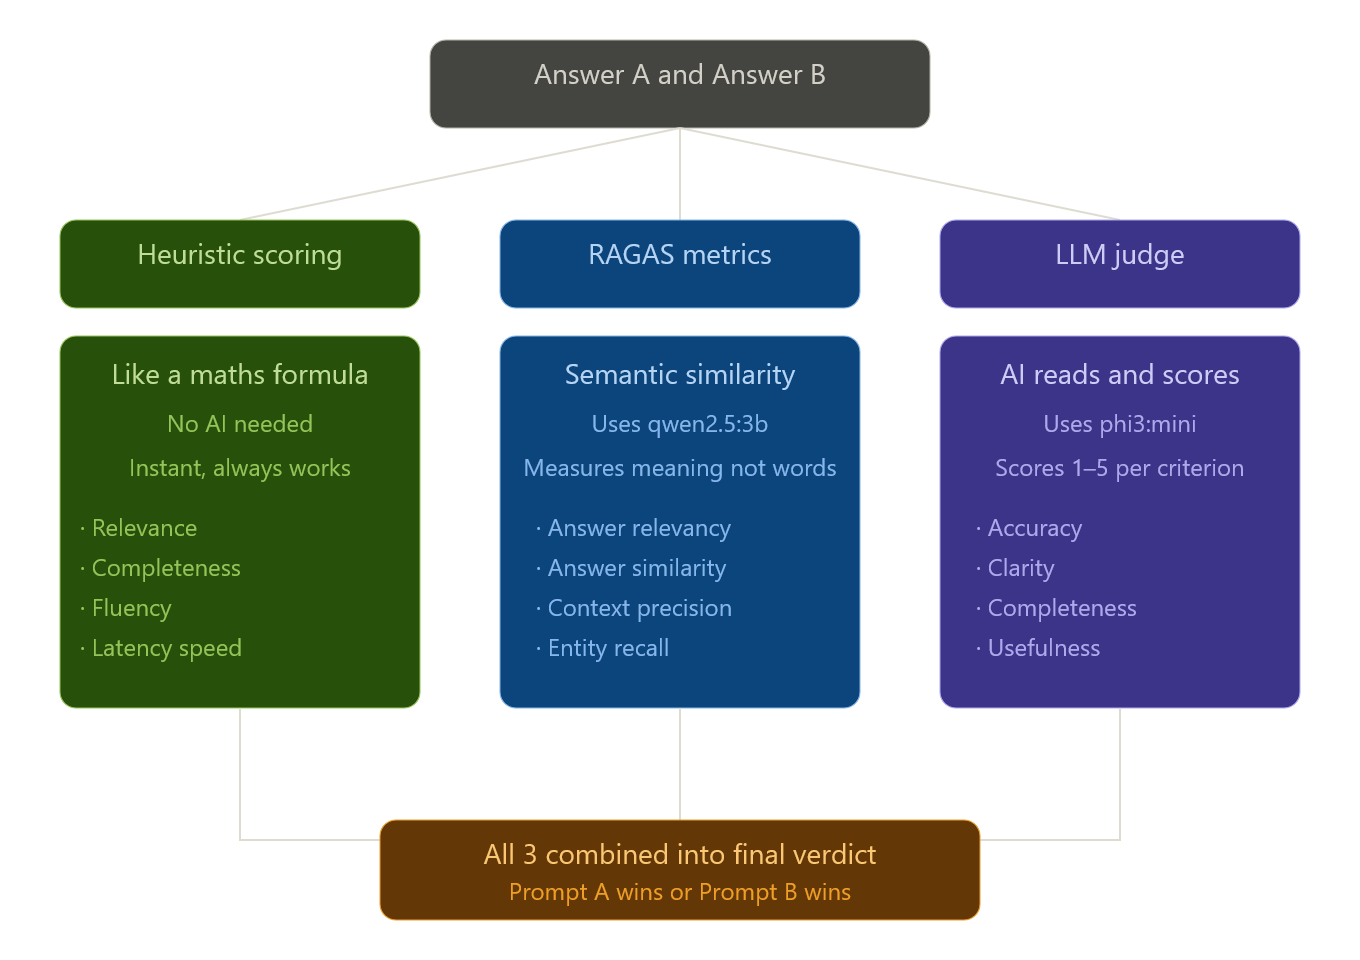 Answer A and Answer B
Heuristic scoring
RAGAS metrics
LLM judge
Like a maths formula
No AI needed
Instant, always works
· Relevance
· Completeness
· Fluency
· Latency speed
Semantic similarity
Uses qwen2.5:3b
Measures meaning not words
· Answer relevancy
· Answer similarity
· Context precision
· Entity recall
AI reads and scores
Uses phi3:mini
Scores 1–5 per criterion
· Accuracy
· Clarity
· Completeness
· Usefulness
All 3 combined into final verdict
Prompt A wins or Prompt B wins